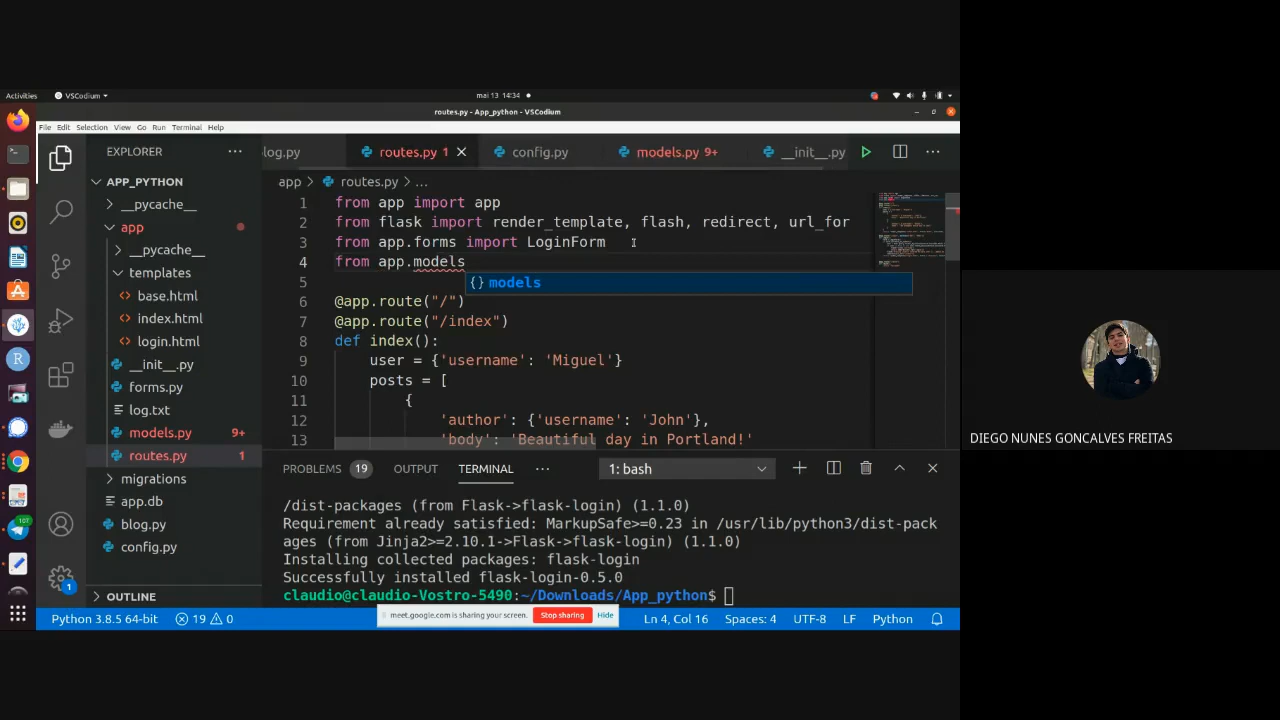 Activities
VSCodium
mai 13 14:34
routes.py - App_python - VSCodium
File Edit Selection View Go Run Terminal Help
EXPLORER
log.py
routes.py 1
config.py
models.py 9+
__init__.py
APP_PYTHON
__pycache__
app
__pycache__
templates
base.html
index.html
login.html
__init__.py
forms.py
log.txt
models.py 9+
routes.py 1
migrations
app.db
blog.py
config.py
OUTLINE
app > routes.py > ...
1 from app import app
2 from flask import render_template, flash, redirect, url_for
3 from app.forms import LoginForm
4 from app.models
{} models
5
6 @app.route("/")
7 @app.route("/index")
8 def index():
9 user = {'username': 'Miguel'}
10 posts = [
11 {
12 'author': {'username': 'John'},
13 'body': 'Beautiful day in Portland!'
PROBLEMS 19 OUTPUT TERMINAL 1: bash
/dist-packages (from Flask->flask-login) (1.1.0)
Requirement already satisfied: MarkupSafe>=0.23 in /usr/lib/python3/dist-pack
ages (from Jinja2>=2.10.1->Flask->flask-login) (1.1.0)
Installing collected packages: flask-login
Successfully installed flask-login-0.5.0
claudio@claudio-Vostro-5490:~/Downloads/App_python$
meet.google.com is sharing your screen. Stop sharing Hide
1
107
Python 3.8.5 64-bit 19 0 Ln 4, Col 16 Spaces: 4 UTF-8 LF Python
DIEGO NUNES GONCALVES FREITAS